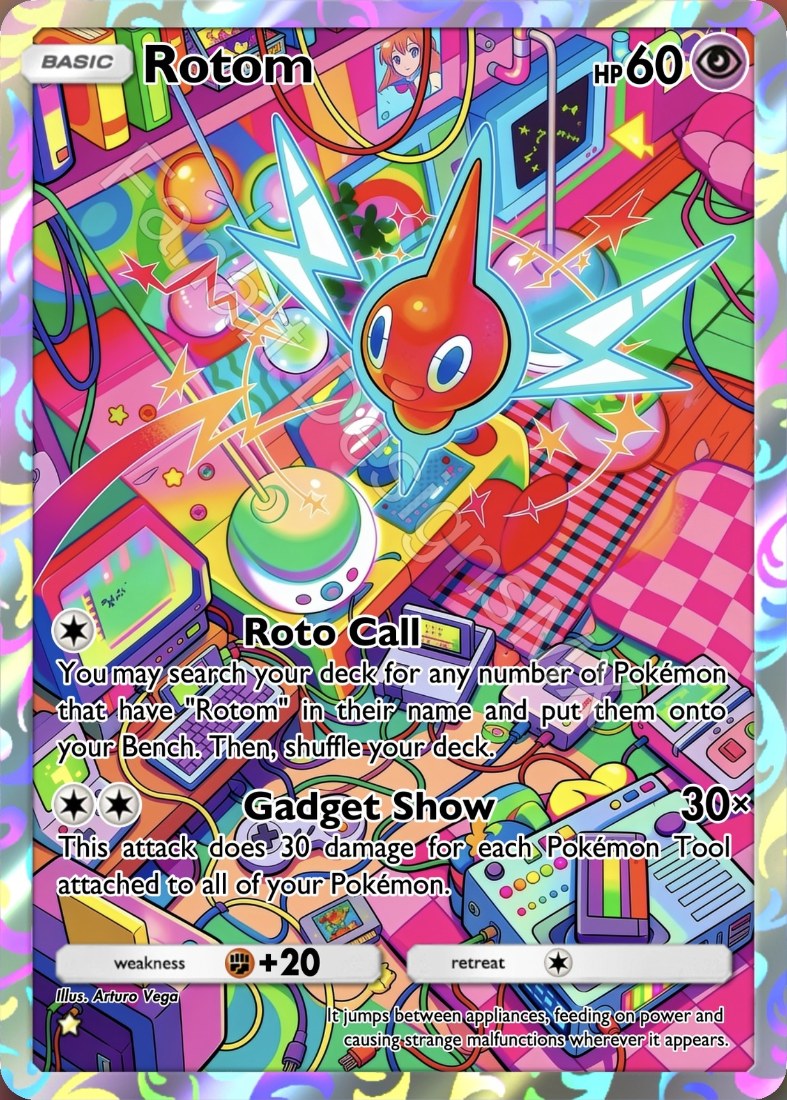 BASIC Rotom HP 60
Roto Call
You may search your deck for any number of Pokémon
that have "Rotom" in their name and put them onto
your Bench. Then, shuffle your deck.
Gadget Show 30×
This attack does 30 damage for each Pokémon Tool
attached to all of your Pokémon.
weakness +20 retreat
Illus. Arturo Vega
It jumps between appliances, feeding on power and
causing strange malfunctions wherever it appears.